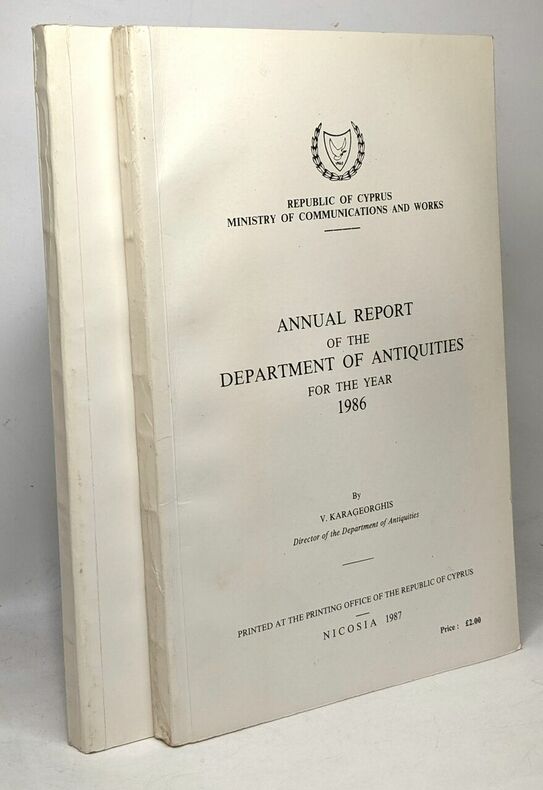 REPUBLIC OF CYPRUS
MINISTRY OF COMMUNICATIONS AND WORKS
ANNUAL REPORT
OF THE
DEPARTMENT OF ANTIQUITIES
FOR THE YEAR
1986
By
V. KARAGEORGHIS
Director of the Department of Antiquities
PRINTED AT THE PRINTING OFFICE OF THE REPUBLIC OF CYPRUS
NICOSIA 1987
Price : £2.00